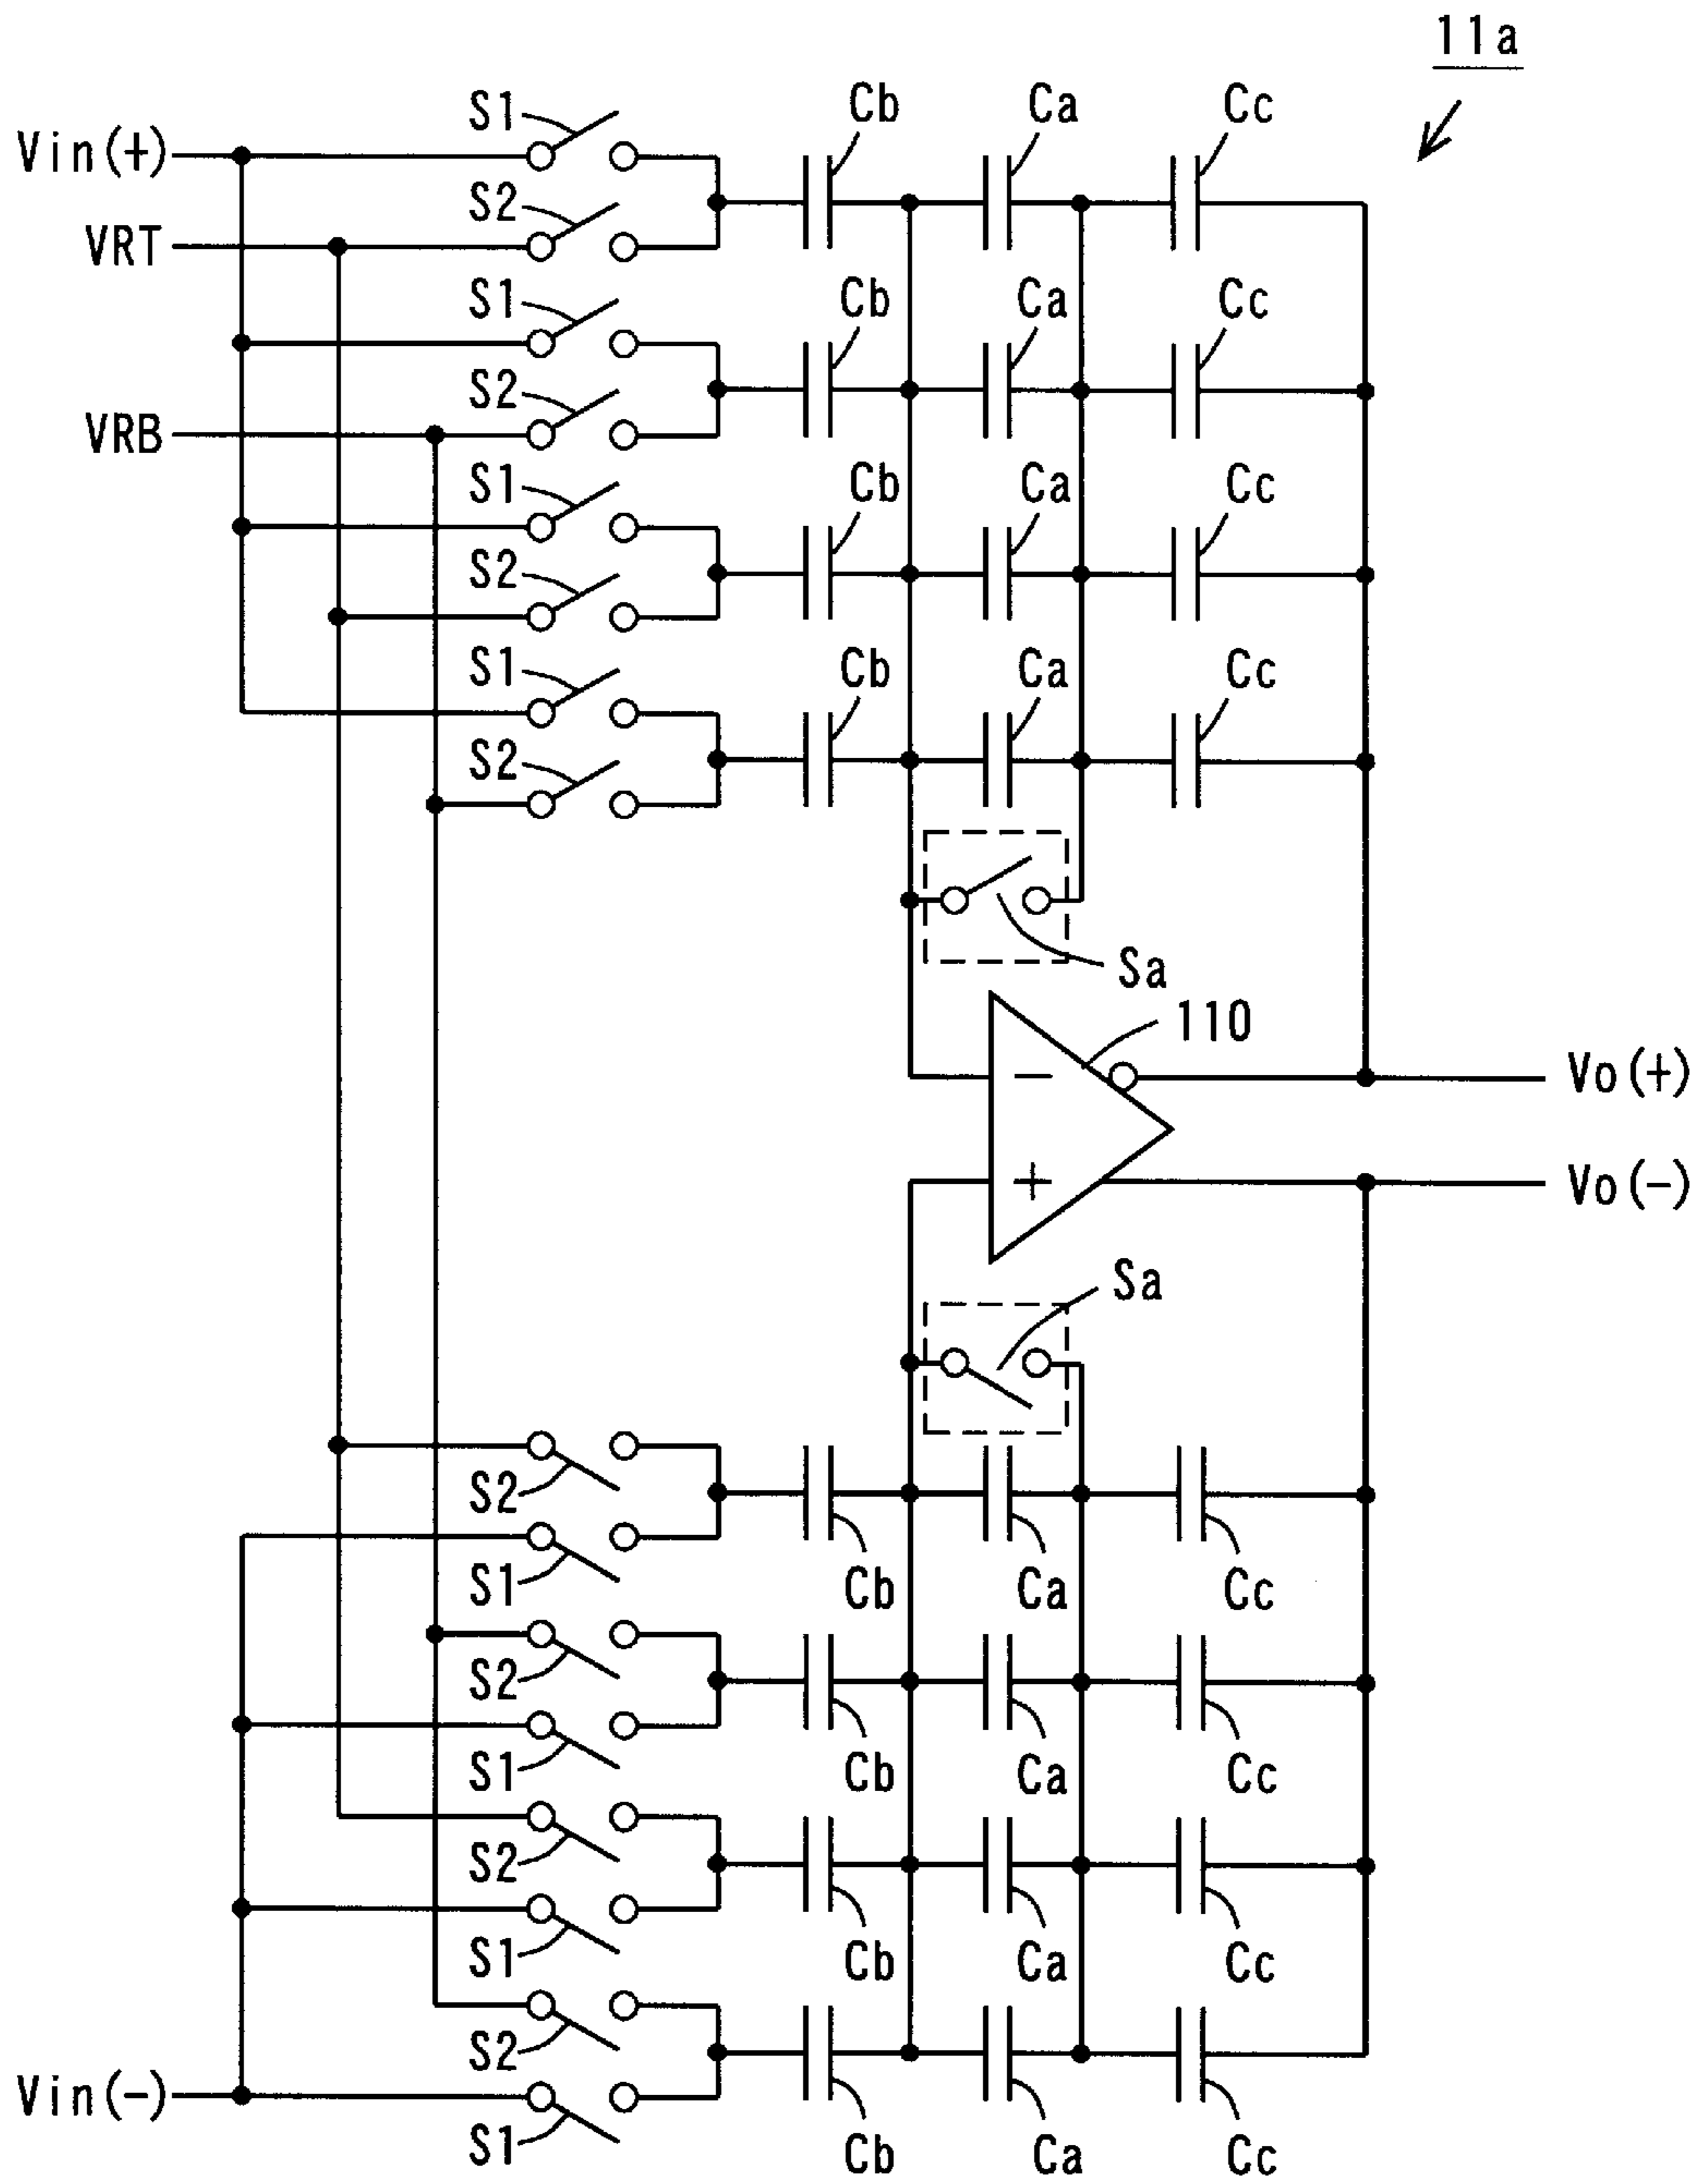 11a
Cb Ca Cc
S1
Vin(+)
S2
VRT
Cb Ca Cc
S1
S2
VRB
Cb Ca Cc
S1
S2
Cb Ca Cc
S1
S2
Sa
110
− Vo(+)
+ Vo(−)
Sa
S2
S1
Cb Ca Cc
S2
S1
Cb Ca Cc
S2
S1
Cb Ca Cc
S2
Vin(−)
S1
Cb Ca Cc